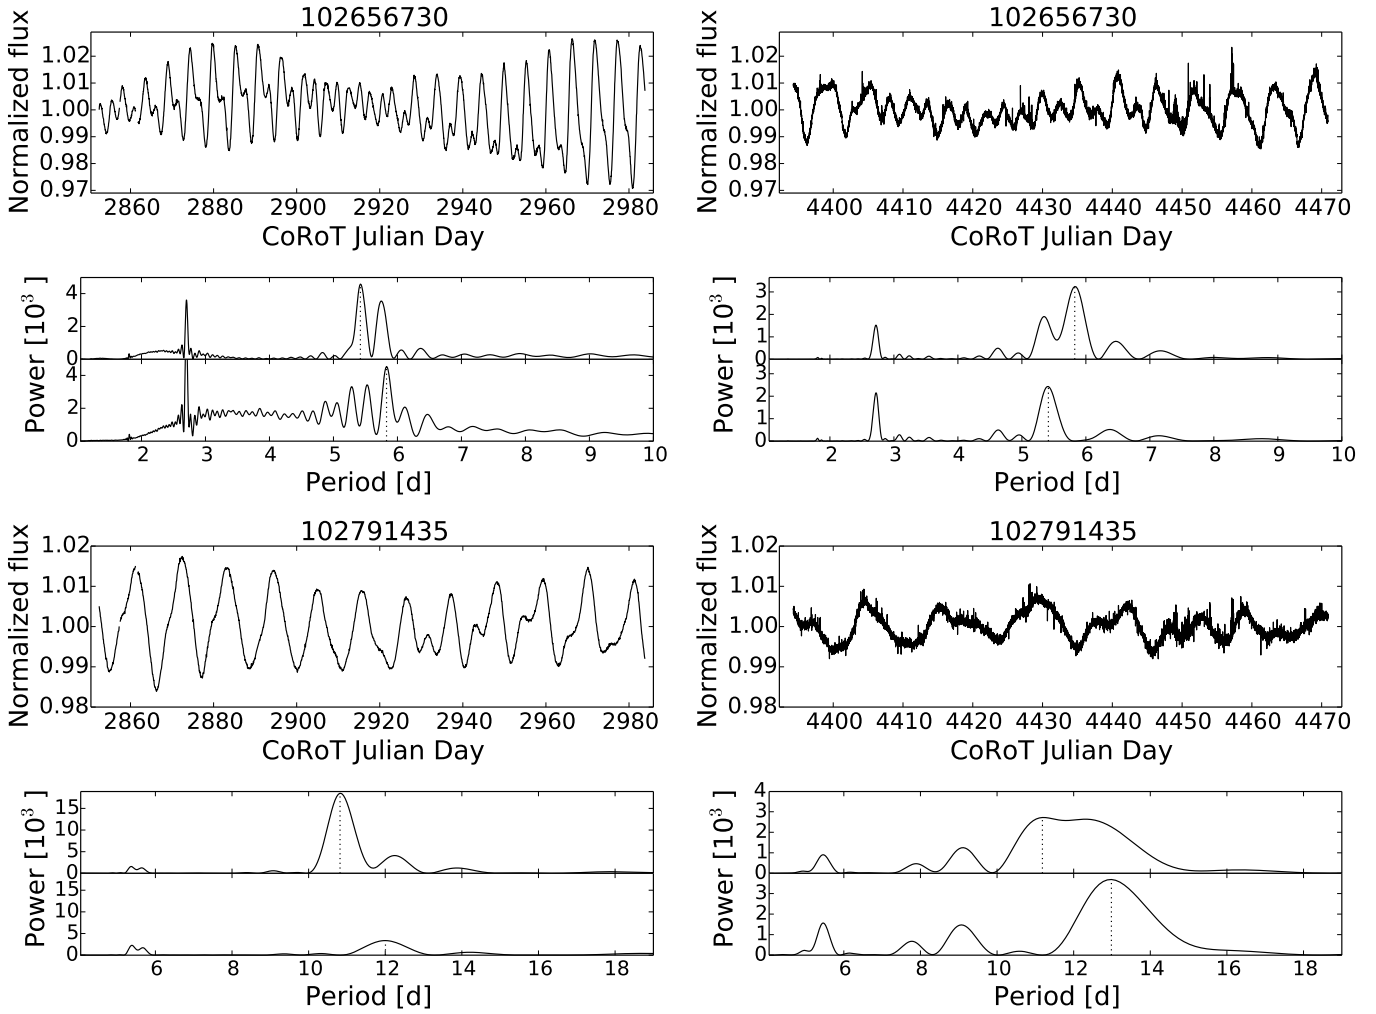 102656730
Normalized flux
1.02
1.01
1.00
0.99
0.98
0.97
2860 2880 2900 2920 2940 2960 2980
CoRoT Julian Day
102656730
Normalized flux
1.02
1.01
1.00
0.99
0.98
0.97
4400 4410 4420 4430 4440 4450 4460 4470
CoRoT Julian Day
Power [10³ ]
4
2
0
4
2
0
2 3 4 5 6 7 8 9 10
Period [d]
Power [10³ ]
3
2
1
0
3
2
1
0
2 3 4 5 6 7 8 9 10
Period [d]
102791435
Normalized flux
1.02
1.01
1.00
0.99
0.98
2860 2880 2900 2920 2940 2960 2980
CoRoT Julian Day
102791435
Normalized flux
1.02
1.01
1.00
0.99
0.98
4400 4410 4420 4430 4440 4450 4460 4470
CoRoT Julian Day
Power [10³ ]
15
10
5
0
15
10
5
0
6 8 10 12 14 16 18
Period [d]
Power [10³ ]
4
3
2
1
0
3
2
1
0
6 8 10 12 14 16 18
Period [d]